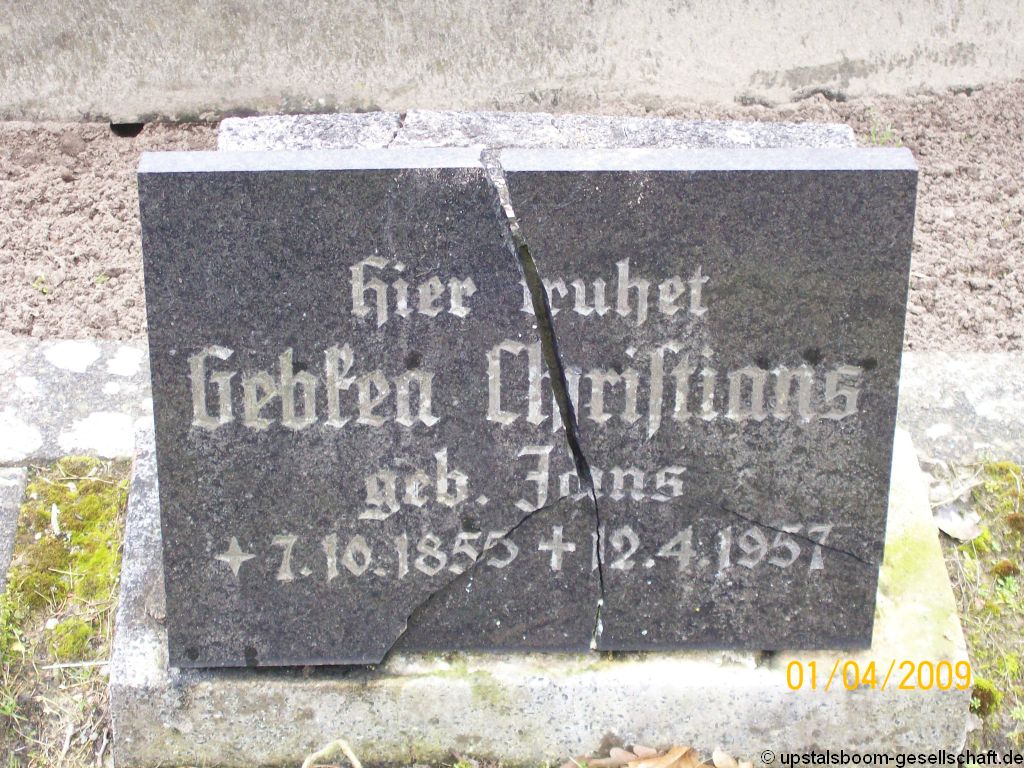 Hier ruhet
Gebken Christians
geb. Jans
7.10.1855 ✝ 12.4.1957
01/04/2009
© upstalsboom-gesellschaft.de